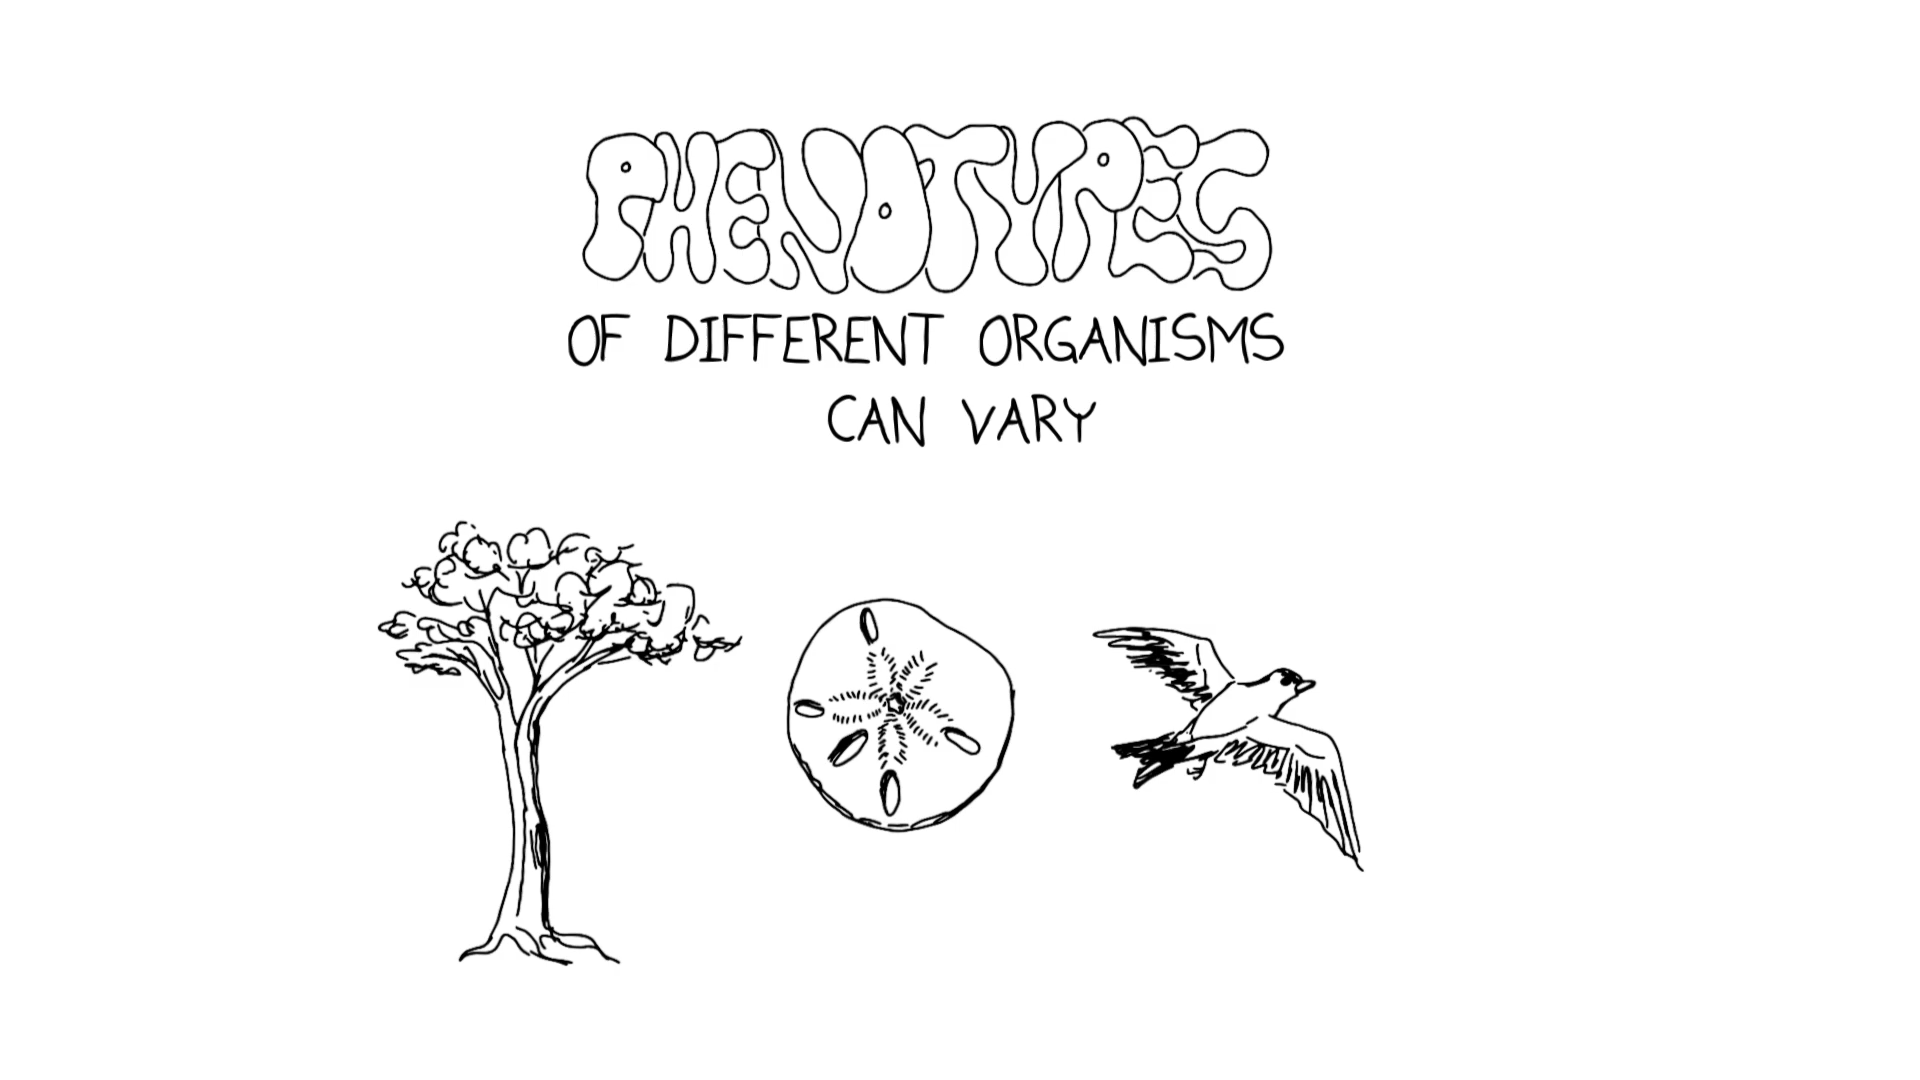 PHENOTYPES
OF DIFFERENT ORGANISMS
CAN VARY